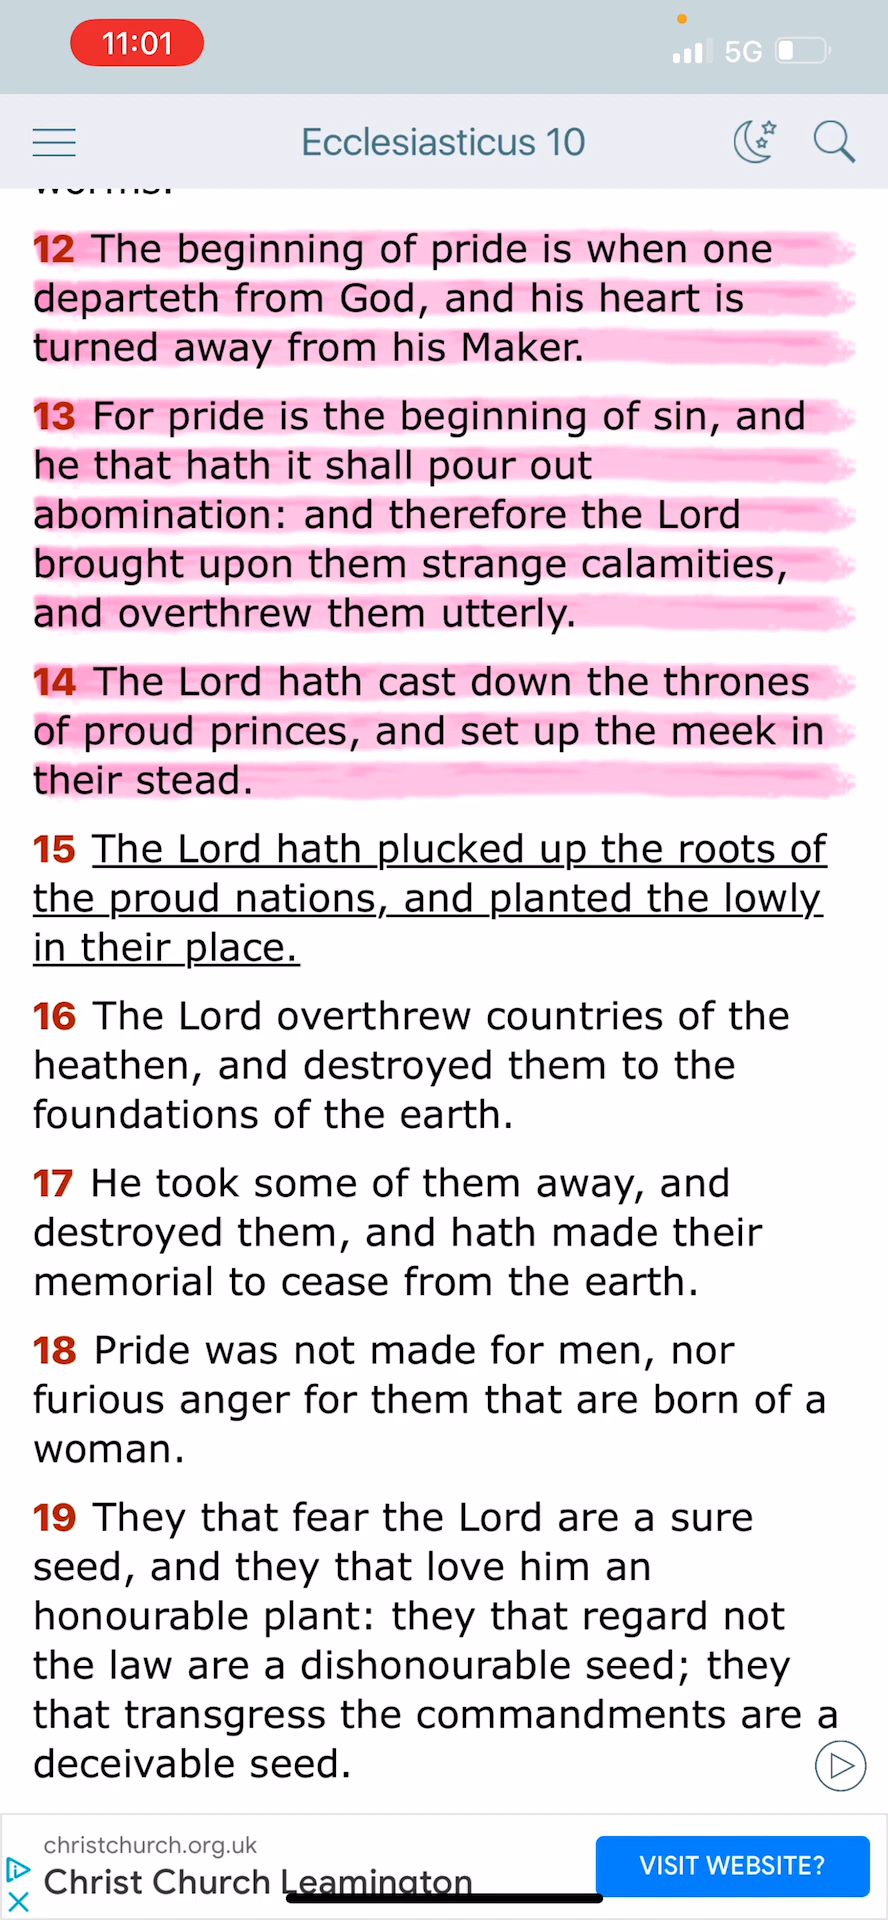 11:01
5G
Ecclesiasticus 10
worms.
12 The beginning of pride is when one
departeth from God, and his heart is
turned away from his Maker.
13 For pride is the beginning of sin, and
he that hath it shall pour out
abomination: and therefore the Lord
brought upon them strange calamities,
and overthrew them utterly.
14 The Lord hath cast down the thrones
of proud princes, and set up the meek in
their stead.
15 The Lord hath plucked up the roots of
the proud nations, and planted the lowly
in their place.
16 The Lord overthrew countries of the
heathen, and destroyed them to the
foundations of the earth.
17 He took some of them away, and
destroyed them, and hath made their
memorial to cease from the earth.
18 Pride was not made for men, nor
furious anger for them that are born of a
woman.
19 They that fear the Lord are a sure
seed, and they that love him an
honourable plant: they that regard not
the law are a dishonourable seed; they
that transgress the commandments are a
deceivable seed.
christchurch.org.uk
Christ Church Leamington
VISIT WEBSITE?